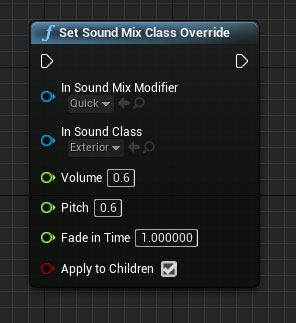 f Set Sound Mix Class Override
In Sound Mix Modifier
Quick
In Sound Class
Exterior
Volume 0.6
Pitch 0.6
Fade in Time 1.000000
Apply to Children